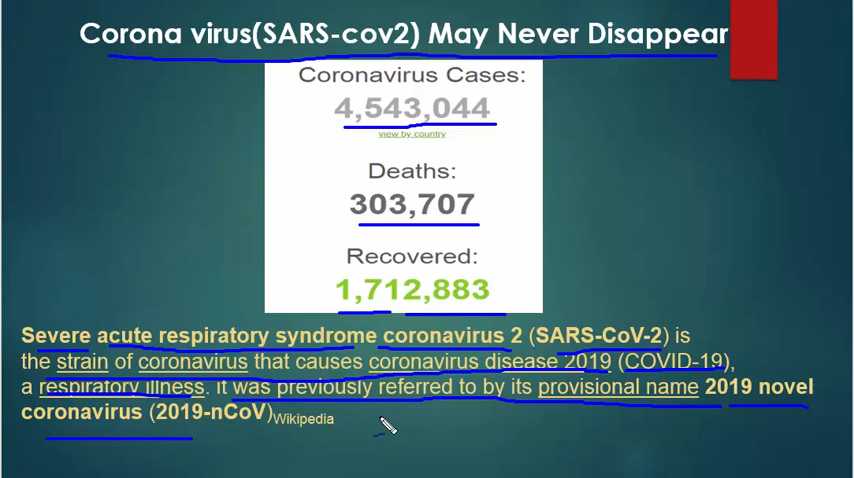 Corona virus(SARS-cov2) May Never Disappear
Coronavirus Cases:
4,543,044
view by country
Deaths:
303,707
Recovered:
1,712,883
Severe acute respiratory syndrome coronavirus 2 (SARS-CoV-2) is
the strain of coronavirus that causes coronavirus disease 2019 (COVID-19),
a respiratory illness. It was previously referred to by its provisional name 2019 novel
coronavirus (2019-nCoV)Wikipedia